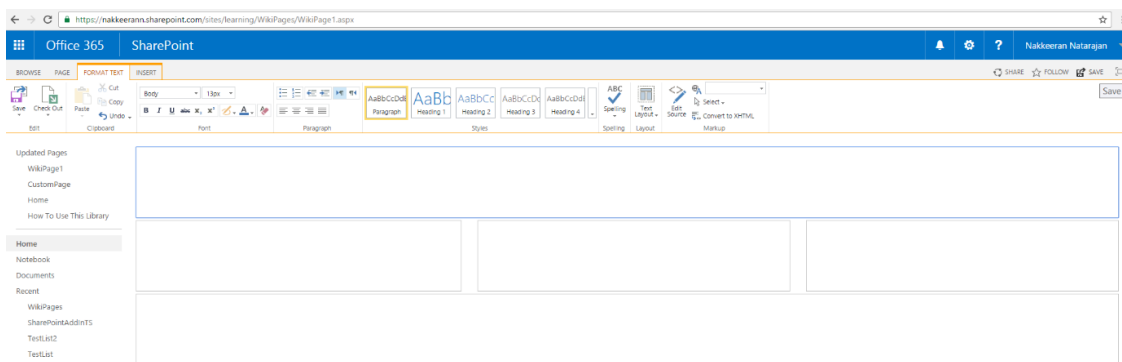 https://nakkeerann.sharepoint.com/sites/learning/WikiPages/WikiPage1.aspx
Office 365 SharePoint ? Nakkeeran Natarajan
BROWSE PAGE FORMAT TEXT INSERT SHARE FOLLOW SAVE
Save Check Out Paste Cut Copy Undo
Body 13px
B I U abc x, x² A
AaBbCcDdI AaBb AaBbCc AaBbCcDc AaBbCcDdI
Paragraph Heading 1 Heading 2 Heading 3 Heading 4
ABC Spelling Text Layout Edit Source Select Convert to XHTML Save
Edit Clipboard Font Paragraph Styles Spelling Layout Markup
Updated Pages
WikiPage1
CustomPage
Home
How To Use This Library
Home
Notebook
Documents
Recent
WikiPages
SharePointAddInTS
TestList2
TestList